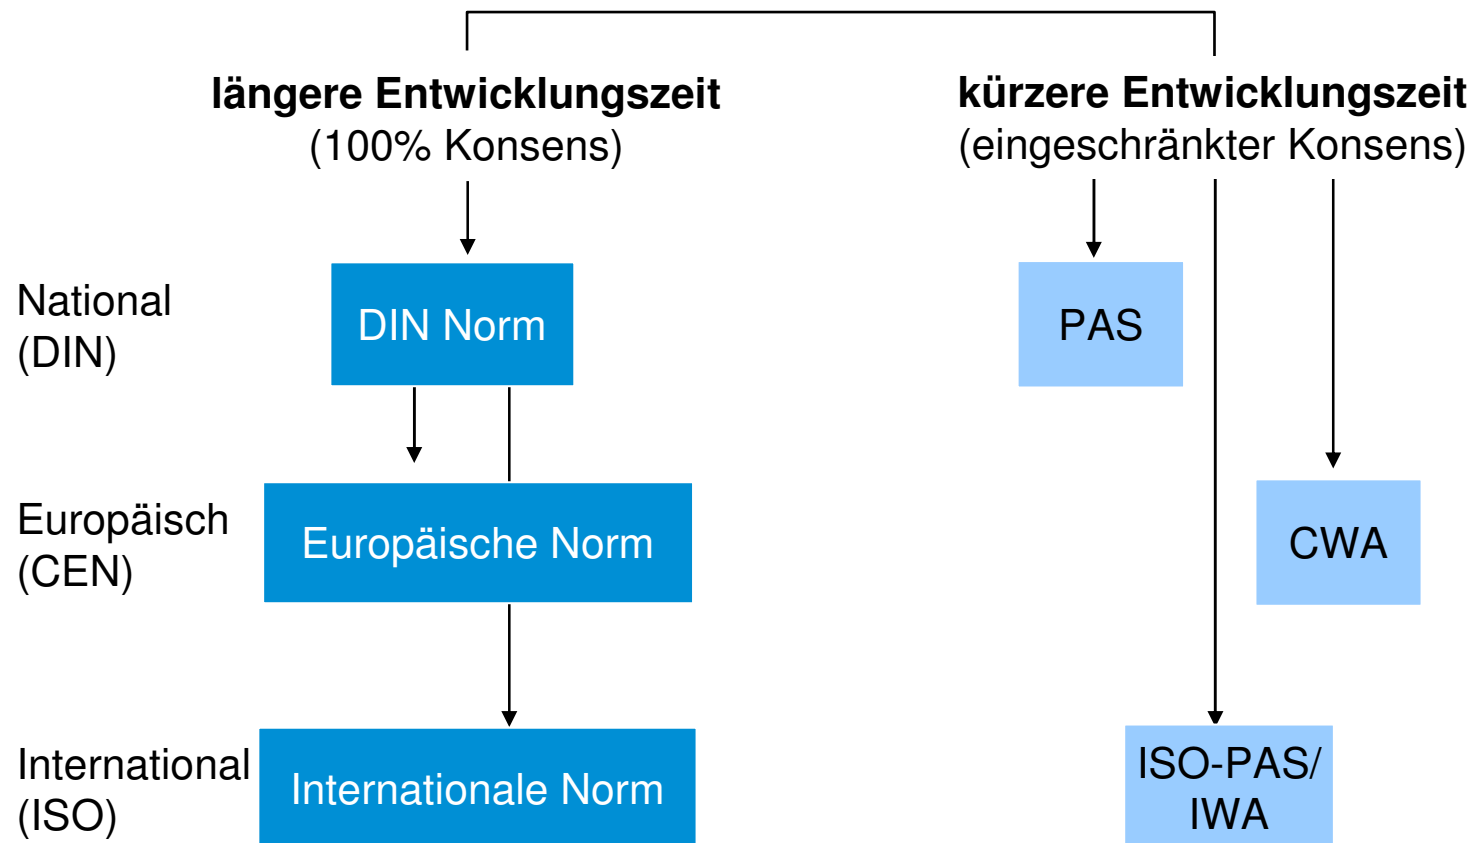 längere Entwicklungszeit
(100% Konsens)
kürzere Entwicklungszeit
(eingeschränkter Konsens)
National
(DIN)
DIN Norm
PAS
Europäisch
(CEN)
Europäische Norm
CWA
International
(ISO)
Internationale Norm
ISO-PAS/
IWA